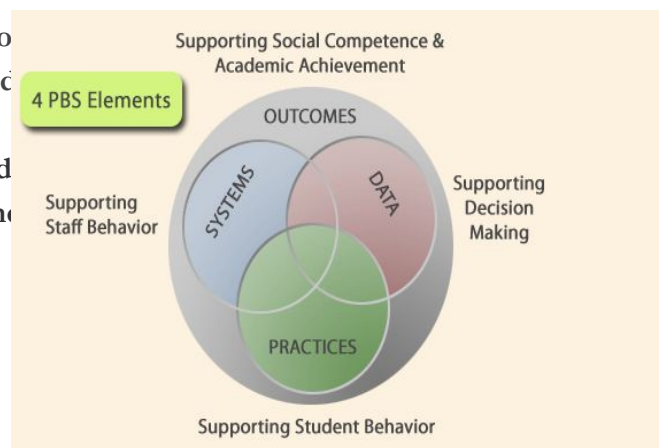 Supporting Social Competence &
Academic Achievement
4 PBS Elements
OUTCOMES
SYSTEMS
DATA
Supporting
Staff Behavior
Supporting
Decision
Making
PRACTICES
Supporting Student Behavior